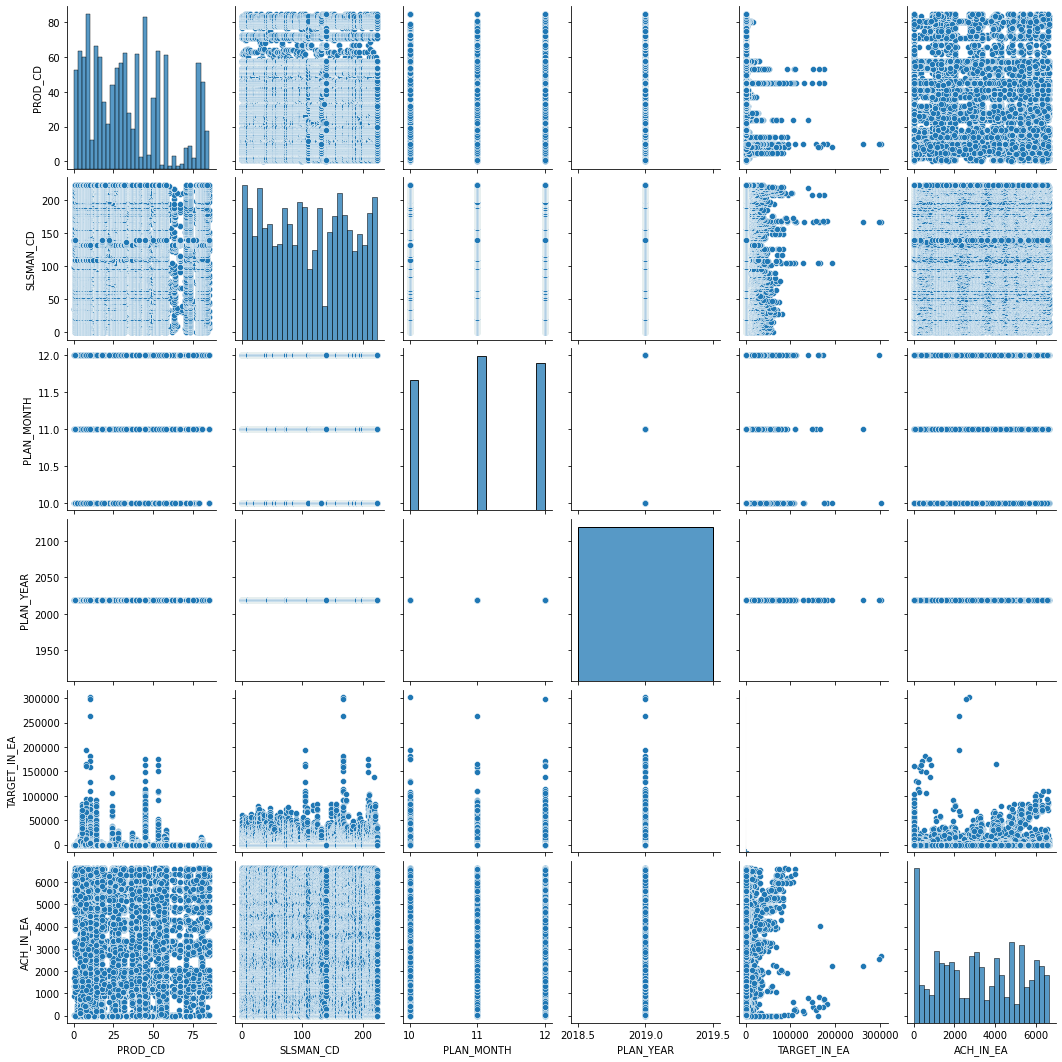 80
60
40
20
0
PROD_CD
200
150
100
50
0
SLSMAN_CD
12.0
11.5
11.0
10.5
10.0
PLAN_MONTH
2100
2050
2000
1950
PLAN_YEAR
300000
250000
200000
150000
100000
50000
0
TARGET_IN_EA
6000
5000
4000
3000
2000
1000
0
ACH_IN_EA
0 25 50 75
PROD_CD
0 100 200
SLSMAN_CD
10 11 12
PLAN_MONTH
2018.5 2019.0 2019.5
PLAN_YEAR
0 100000 200000 300000
TARGET_IN_EA
0 2000 4000 6000
ACH_IN_EA